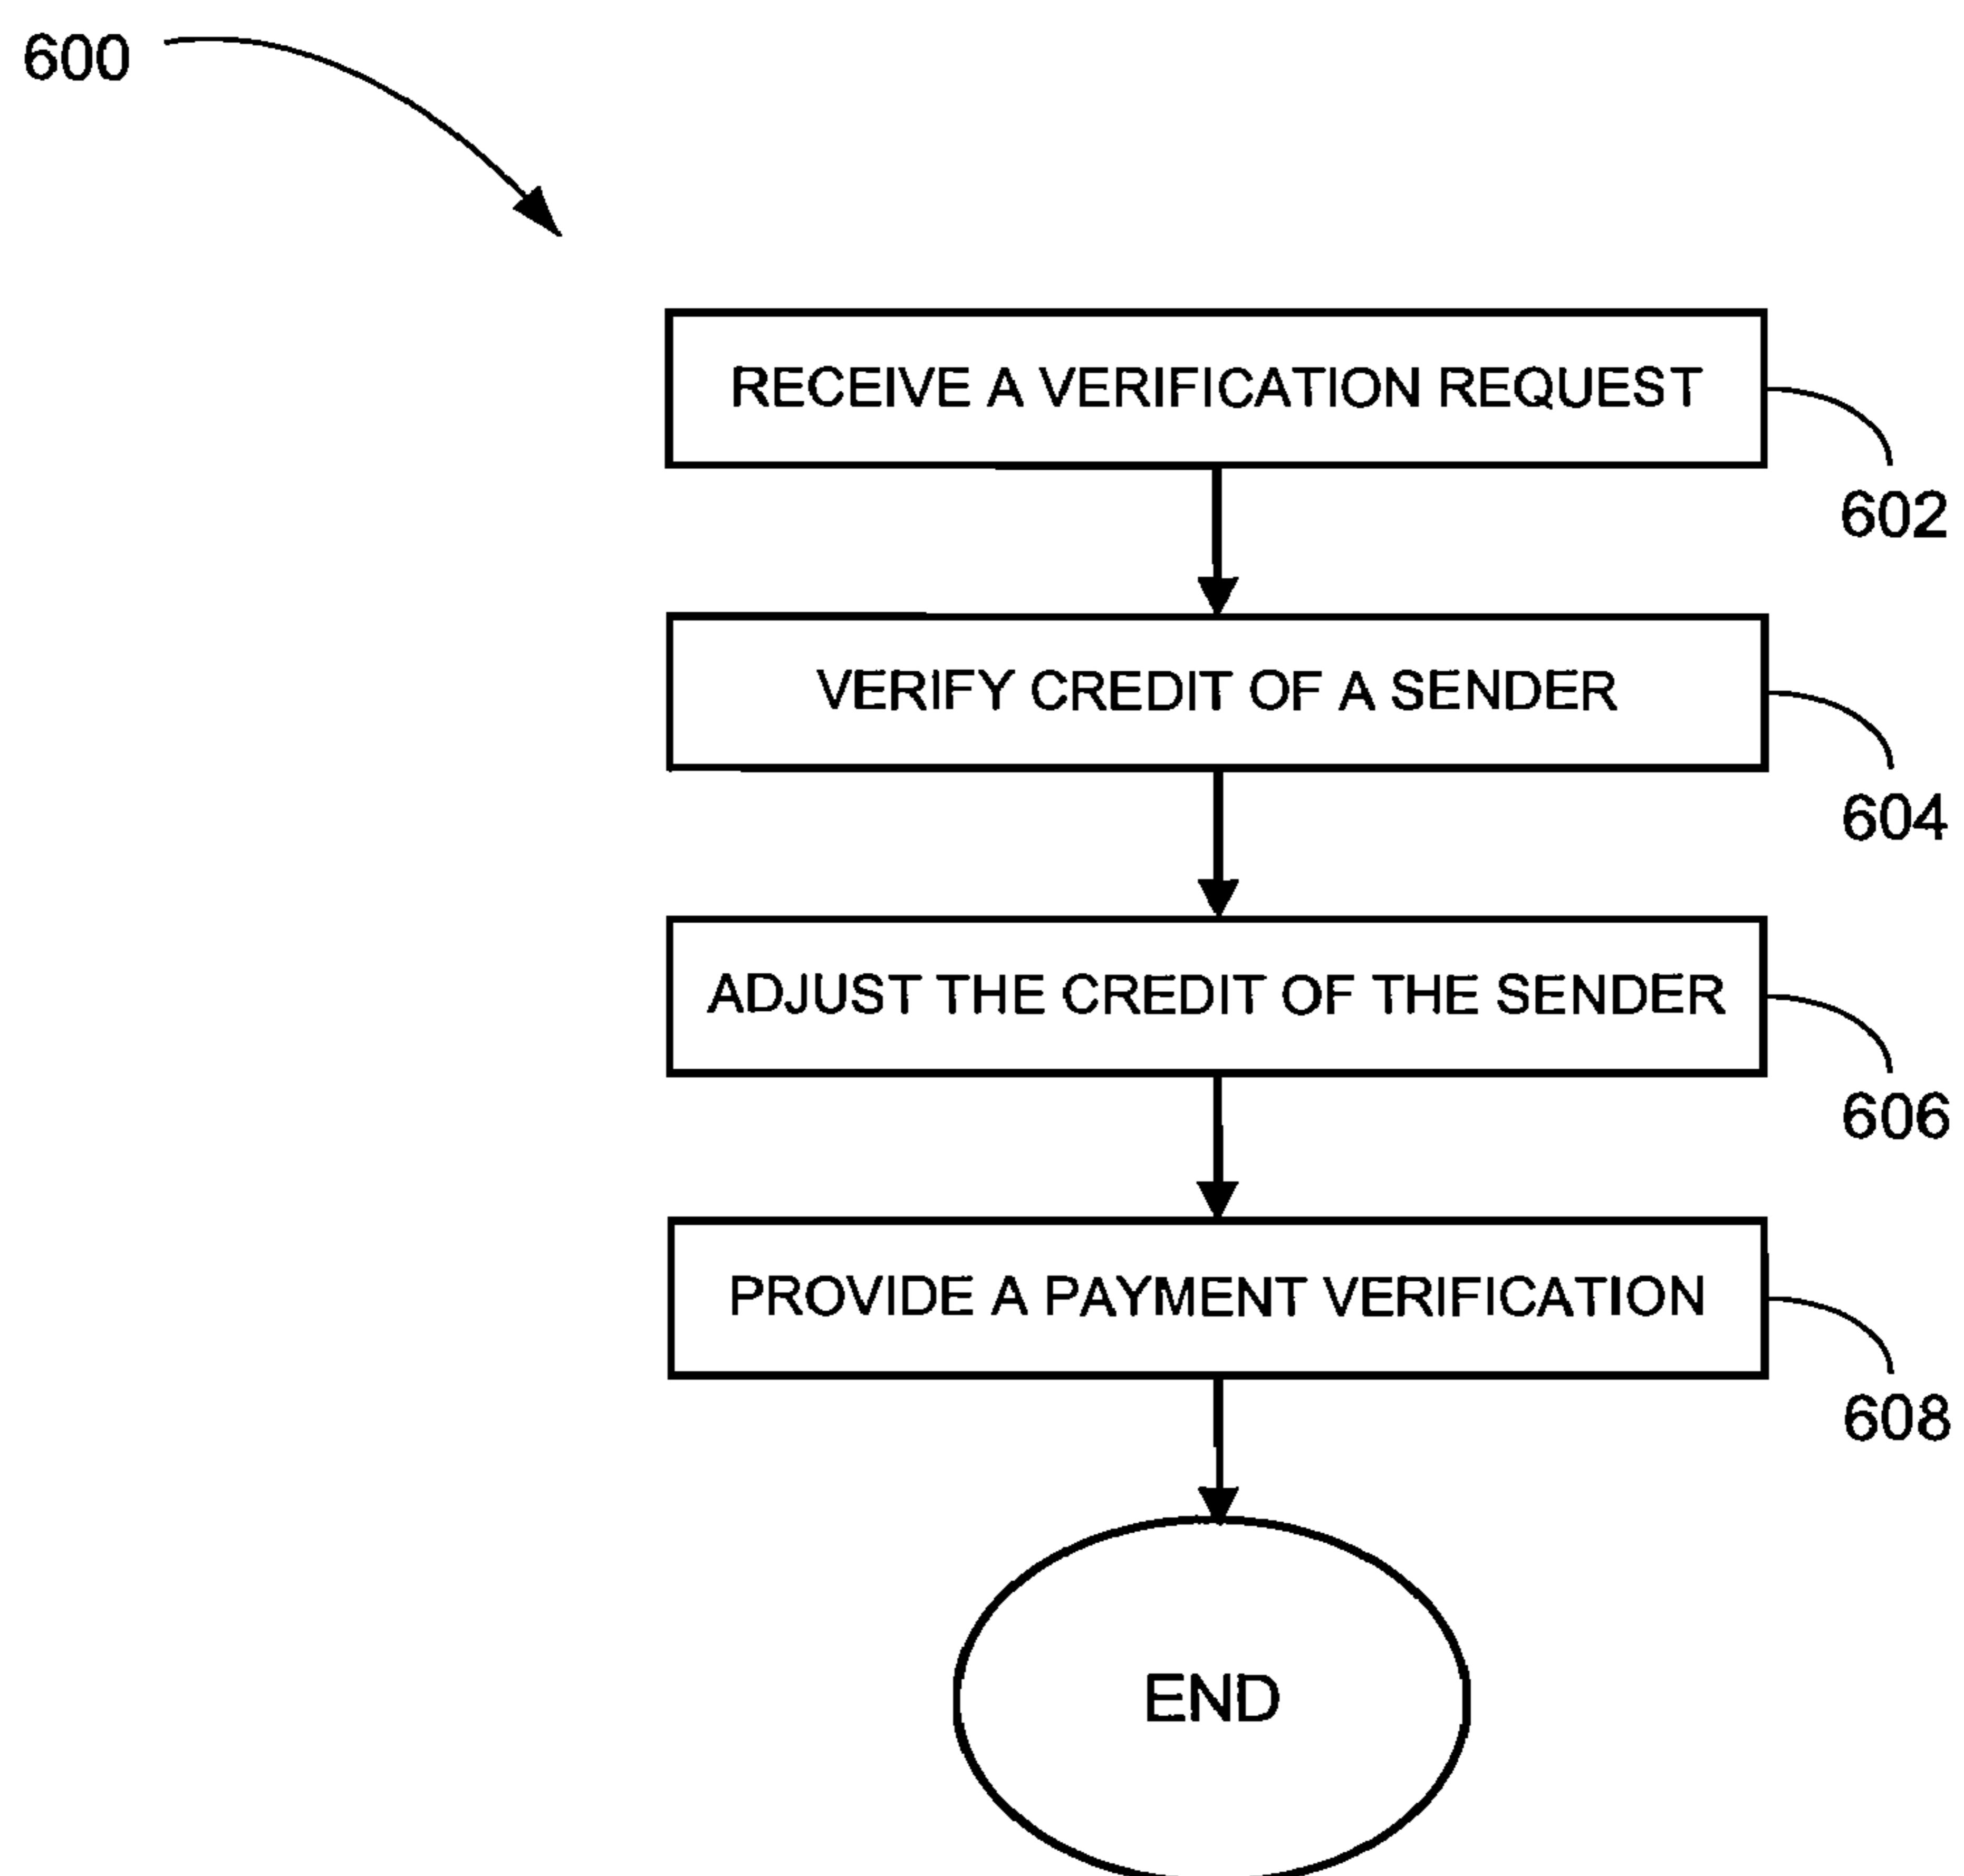 600
RECEIVE A VERIFICATION REQUEST
602
VERIFY CREDIT OF A SENDER
604
ADJUST THE CREDIT OF THE SENDER
606
PROVIDE A PAYMENT VERIFICATION
608
END